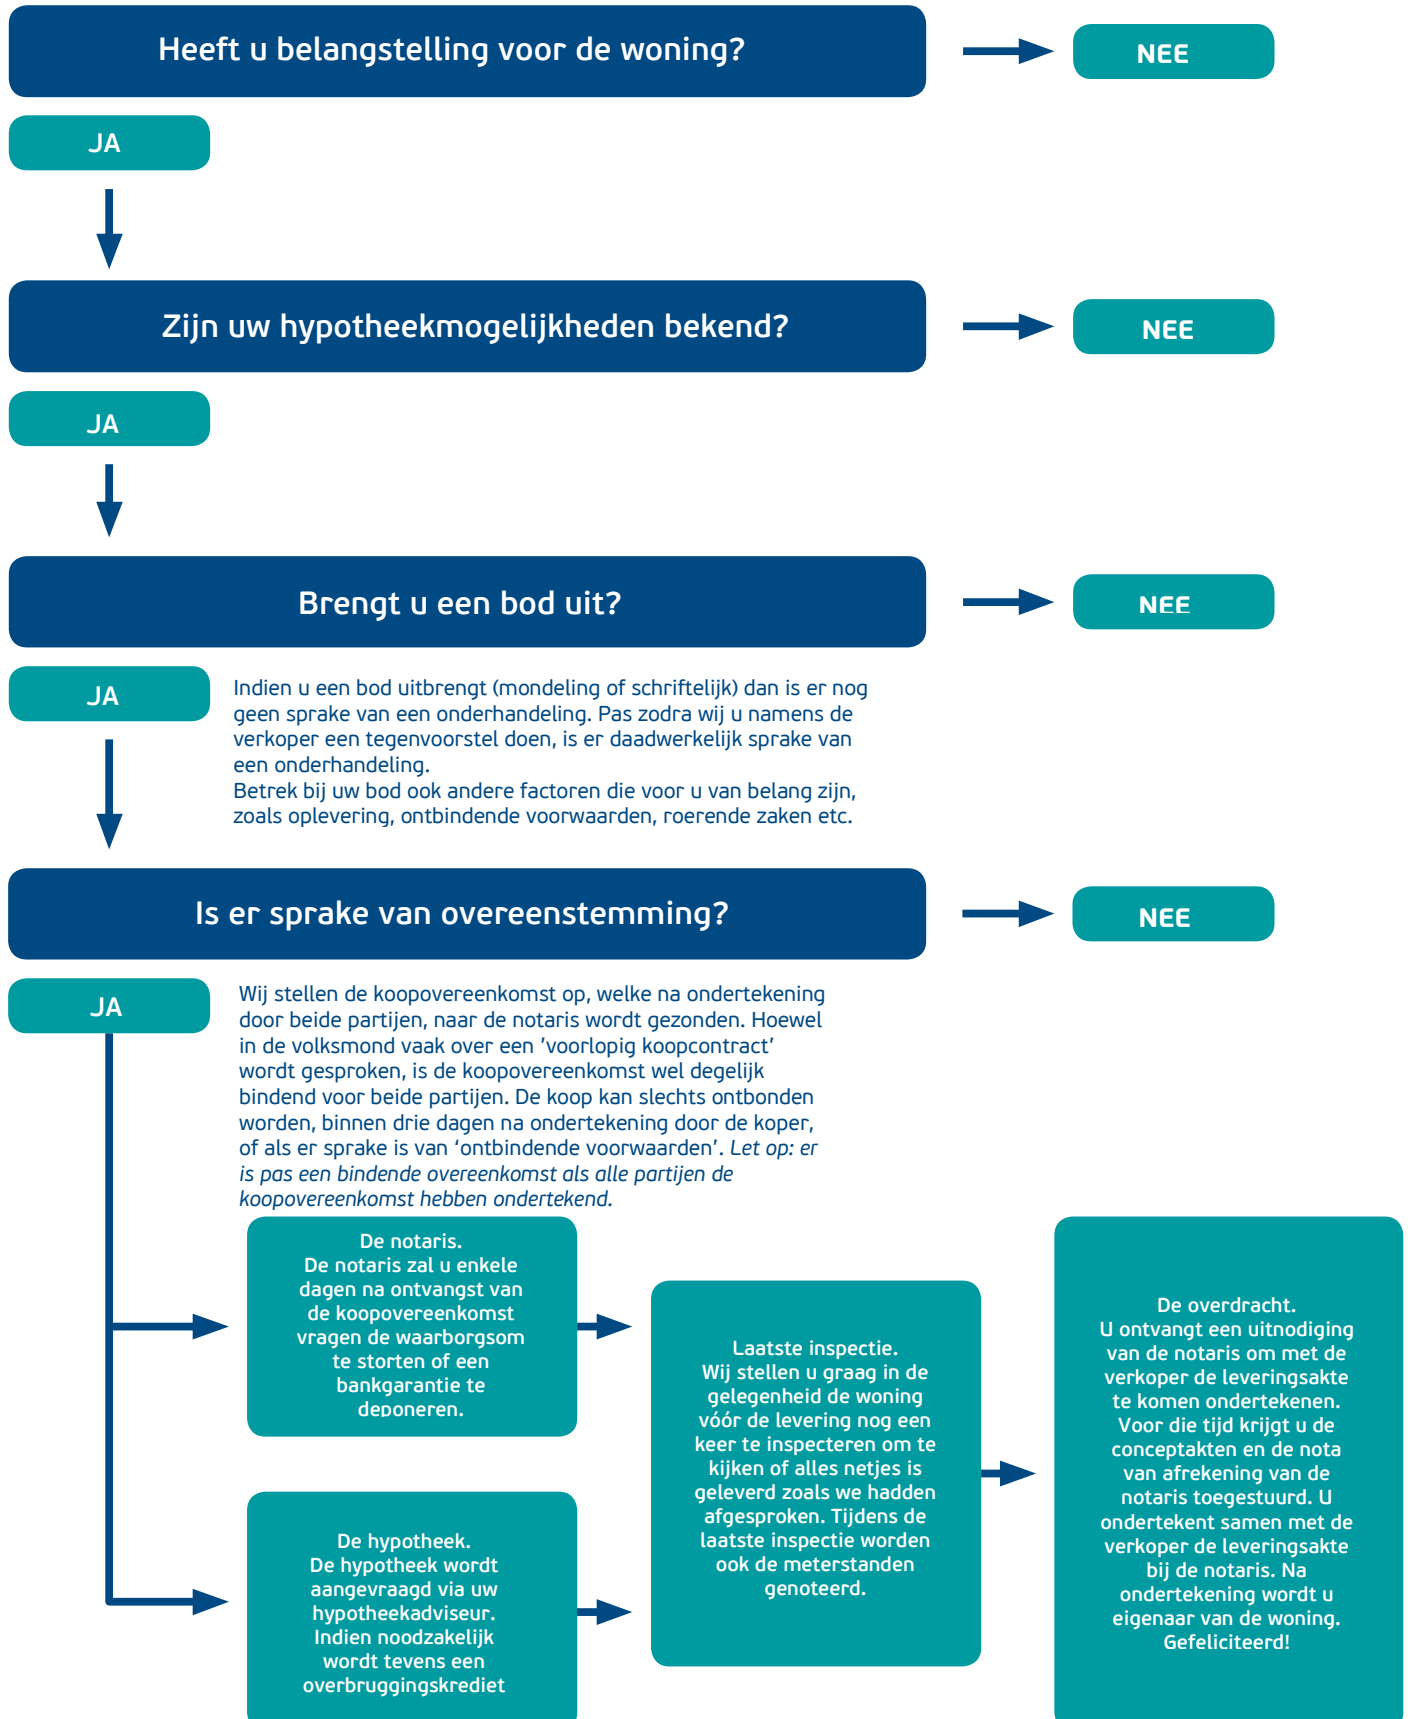 Heeft u belangstelling voor de woning?
NEE
JA
Zijn uw hypotheekmogelijkheden bekend?
NEE
JA
Brengt u een bod uit?
NEE
JA
Indien u een bod uitbrengt (mondeling of schriftelijk) dan is er nog
geen sprake van een onderhandeling. Pas zodra wij u namens de
verkoper een tegenvoorstel doen, is er daadwerkelijk sprake van
een onderhandeling.
Betrek bij uw bod ook andere factoren die voor u van belang zijn,
zoals oplevering, ontbindende voorwaarden, roerende zaken etc.
Is er sprake van overeenstemming?
NEE
JA
Wij stellen de koopovereenkomst op, welke na ondertekening
door beide partijen, naar de notaris wordt gezonden. Hoewel
in de volksmond vaak over een ’voorlopig koopcontract’
wordt gesproken, is de koopovereenkomst wel degelijk
bindend voor beide partijen. De koop kan slechts ontbonden
worden, binnen drie dagen na ondertekening door de koper,
of als er sprake is van ‘ontbindende voorwaarden’. Let op: er
is pas een bindende overeenkomst als alle partijen de
koopovereenkomst hebben ondertekend.
De notaris.
De notaris zal u enkele
dagen na ontvangst van
de koopovereenkomst
vragen de waarborgsom
te storten of een
bankgarantie te
deponeren.
De hypotheek.
De hypotheek wordt
aangevraagd via uw
hypotheekadviseur.
Indien noodzakelijk
wordt tevens een
overbruggingskrediet
Laatste inspectie.
Wij stellen u graag in de
gelegenheid de woning
vóór de levering nog een
keer te inspecteren om te
kijken of alles netjes is
geleverd zoals we hadden
afgesproken. Tijdens de
laatste inspectie worden
ook de meterstanden
genoteerd.
De overdracht.
U ontvangt een uitnodiging
van de notaris om met de
verkoper de leveringsakte
te komen ondertekenen.
Voor die tijd krijgt u de
conceptakten en de nota
van afrekening van de
notaris toegestuurd. U
ondertekent samen met de
verkoper de leveringsakte
bij de notaris. Na
ondertekening wordt u
eigenaar van de woning.
Gefeliciteerd!